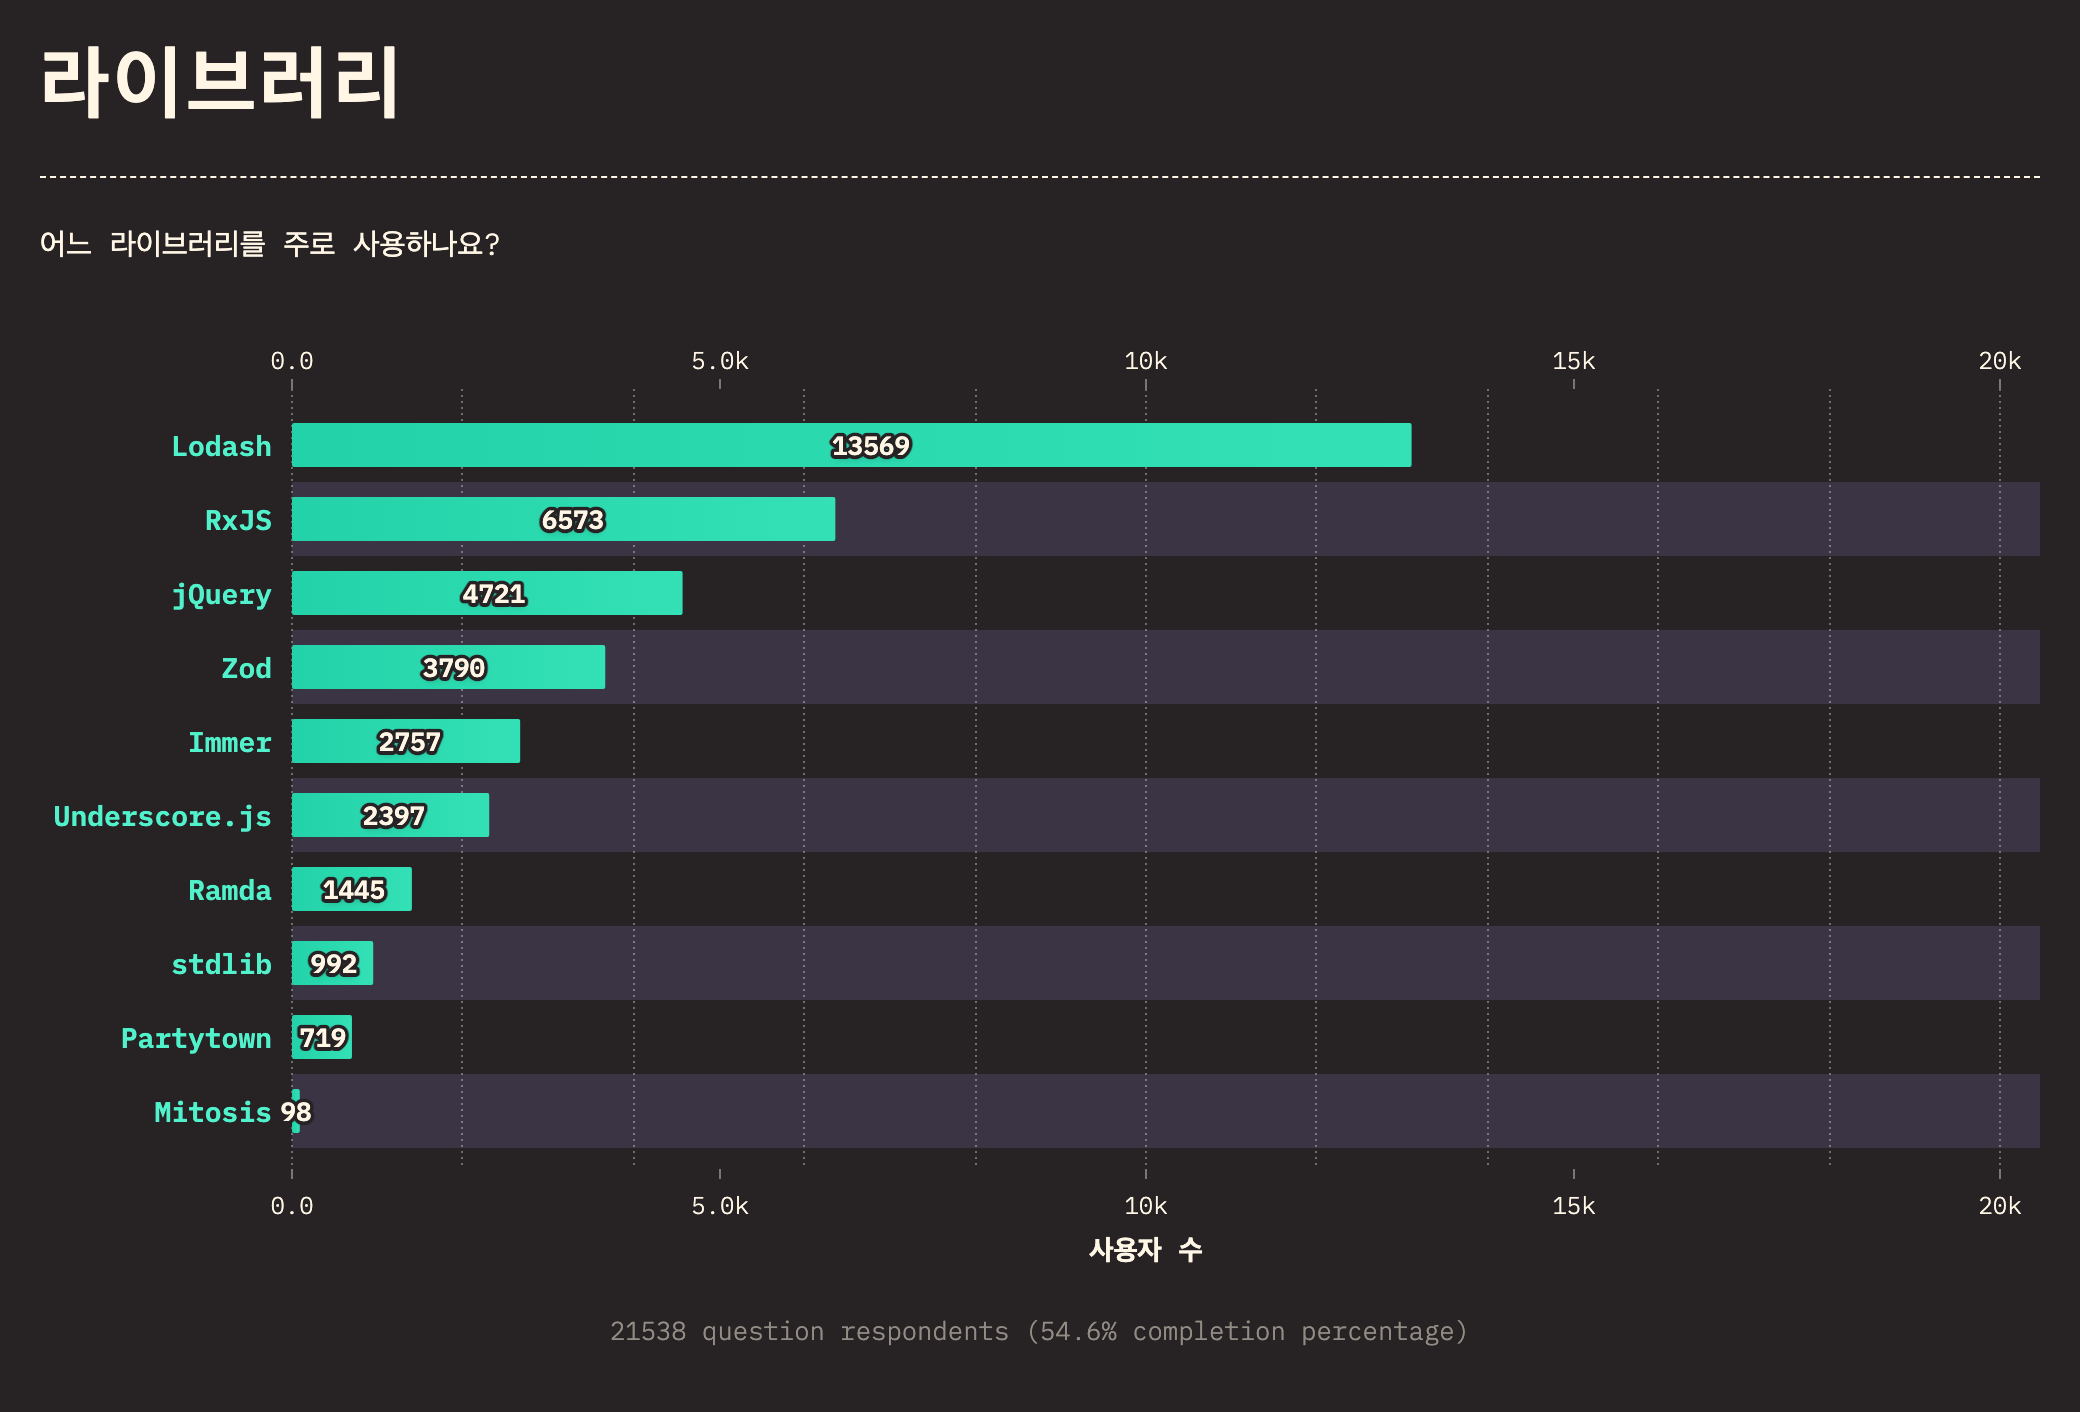 라이브러리
어느 라이브러리를 주로 사용하나요?
0.0 5.0k 10k 15k 20k
Lodash 13569
RxJS 6573
jQuery 4721
Zod 3790
Immer 2757
Underscore.js 2397
Ramda 1445
stdlib 992
Partytown 719
Mitosis 98
0.0 5.0k 10k 15k 20k
사용자 수
21538 question respondents (54.6% completion percentage)